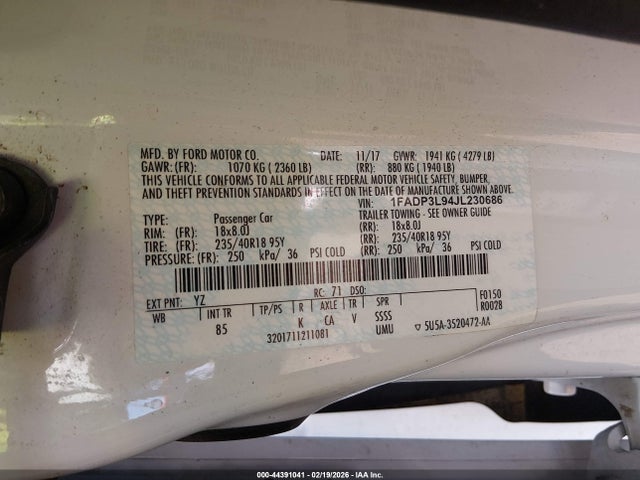 MFD. BY FORD MOTOR CO. DATE: 11/17 GVWR: 1941 KG ( 4279 LB)
GAWR: (FR): 1070 KG ( 2360 LB) (RR): 880 KG ( 1940 LB)
THIS VEHICLE CONFORMS TO ALL APPLICABLE FEDERAL MOTOR VEHICLE SAFETY, BUMPER,
AND THEFT PREVENTION STANDARDS IN EFFECT ON THE DATE OF MANUFACTURE SHOWN ABOVE.
VIN: 1FADP3L94JL230686
TYPE: Passenger Car TRAILER TOWING - SEE OWNER GUIDE
RIM: (FR): 18x8.0J (RR): 18x8.0J
TIRE: (FR): 235/40R18 95Y (RR): 235/40R18 95Y
PRESSURE: (FR): 250 kPa/ 36 PSI COLD (RR): 250 kPa/ 36 PSI COLD
EXT PNT: YZ RC: 71 DSO: F0150
WB INT TR TP/PS R AXLE TR SPR R0028
85 K CA V SSSS
3201711211081 UMU 5U5A-3520472-AA
000-44391041 - 02/19/2026 - IAA Inc.